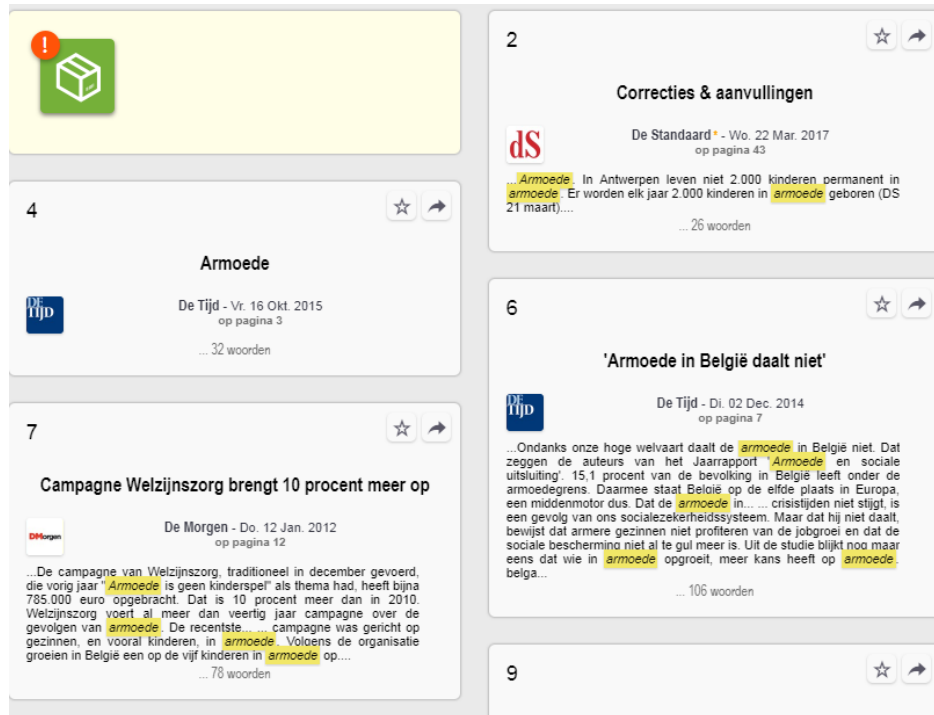 !
4
Armoede
DE TIJD
De Tijd - Vr. 16 Okt. 2015
op pagina 3
... 32 woorden
7
Campagne Welzijnszorg brengt 10 procent meer op
DMorgen
De Morgen - Do. 12 Jan. 2012
op pagina 12
...De campagne van Welzijnszorg, traditioneel in december gevoerd,
die vorig jaar "Armoede is geen kinderspel" als thema had, heeft bijna
785.000 euro opgebracht. Dat is 10 procent meer dan in 2010.
Welzijnszorg voert al meer dan veertig jaar campagne over de
gevolgen van armoede. De recentste... ... campagne was gericht op
gezinnen, en vooral kinderen, in armoede. Volgens de organisatie
groeien in België een op de vijf kinderen in armoede op....
... 78 woorden
2
Correcties & aanvullingen
dS
De Standaard* - Wo. 22 Mar. 2017
op pagina 43
...Armoede. In Antwerpen leven niet 2.000 kinderen permanent in
armoede. Er worden elk jaar 2.000 kinderen in armoede geboren (DS
21 maart)....
... 26 woorden
6
'Armoede in België daalt niet'
DE TIJD
De Tijd - Di. 02 Dec. 2014
op pagina 7
...Ondanks onze hoge welvaart daalt de armoede in België niet. Dat
zeggen de auteurs van het Jaarrapport 'Armoede en sociale
uitsluiting'. 15,1 procent van de bevolking in België leeft onder de
armoedegrens. Daarmee staat België op de elfde plaats in Europa,
een middenmotor dus. Dat de armoede in... ... crisistijden niet stijgt, is
een gevolg van ons socialezekerheidssysteem. Maar dat hij niet daalt,
bewijst dat armere gezinnen niet profiteren van de jobgroei en dat de
sociale bescherming niet al te gul meer is. Uit de studie blijkt nog maar
eens dat wie in armoede opgroeit, meer kans heeft op armoede.
belga...
... 106 woorden
9